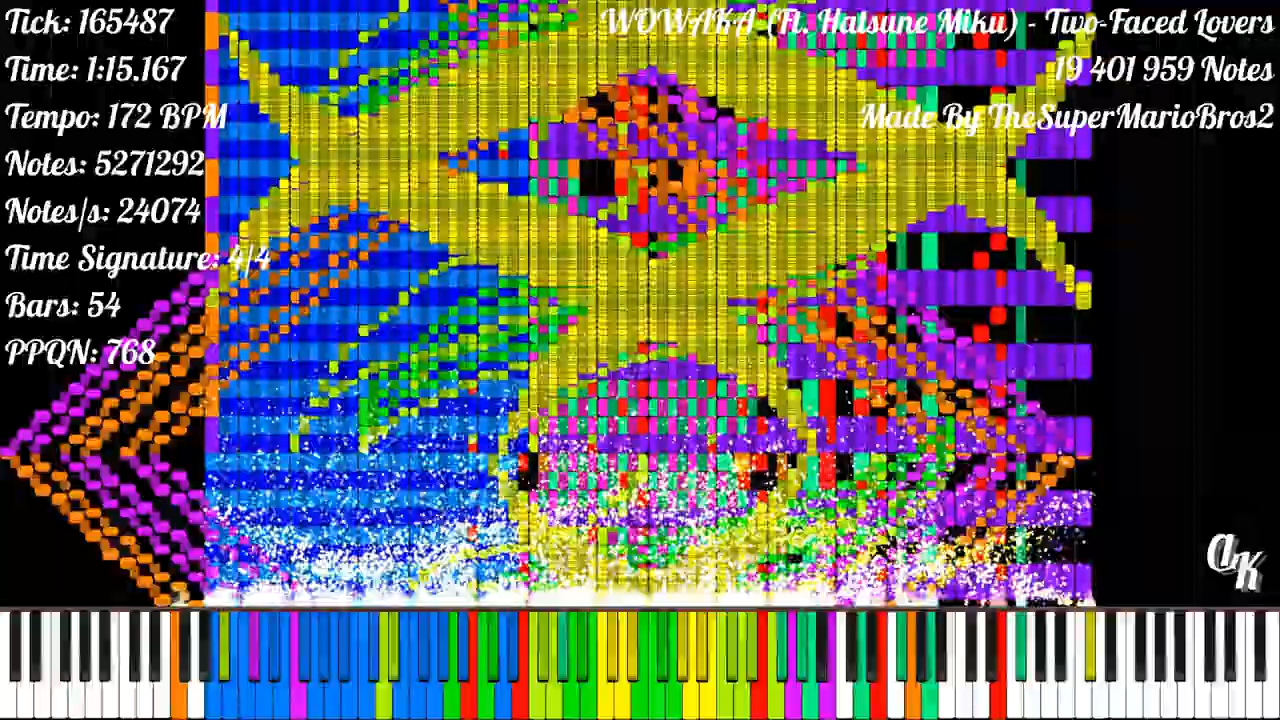 Tick: 165487
Time: 1:15.167
Tempo: 172 BPM
Notes: 5271292
Notes/s: 24074
Time Signature: 4/4
Bars: 54
PPQN: 768
WOWAKA (Ft. Hatsune Miku) - Two-Faced Lovers
19 401 959 Notes
Made By TheSuperMarioBros2
AK